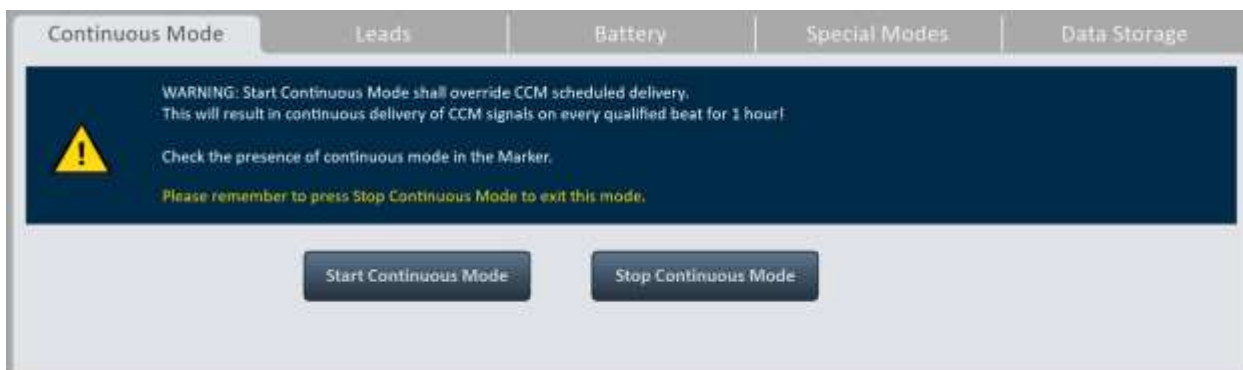 Continuous Mode Leads Battery Special Modes Data Storage
WARNING: Start Continuous Mode shall override CCM scheduled delivery.
This will result in continuous delivery of CCM signals on every qualified beat for 1 hour!
Check the presence of continuous mode in the Marker.
Please remember to press Stop Continuous Mode to exit this mode.
Start Continuous Mode Stop Continuous Mode